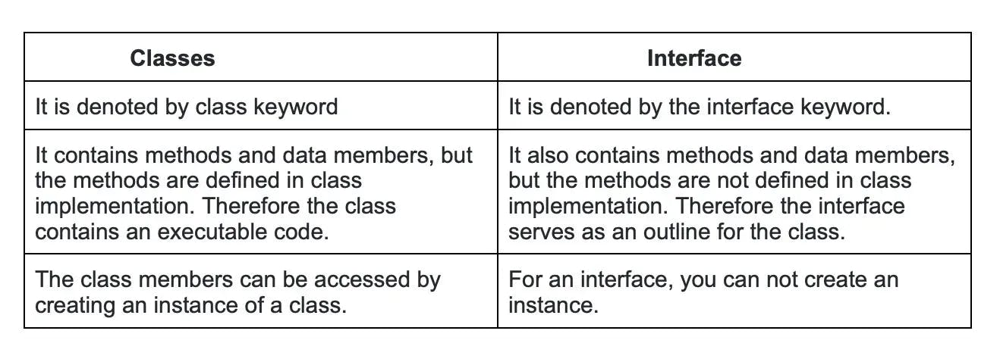 Classes
Interface
It is denoted by class keyword
It is denoted by the interface keyword.
It contains methods and data members, but
the methods are defined in class
implementation. Therefore the class
contains an executable code.
It also contains methods and data members,
but the methods are not defined in class
implementation. Therefore the interface
serves as an outline for the class.
The class members can be accessed by
creating an instance of a class.
For an interface, you can not create an
instance.